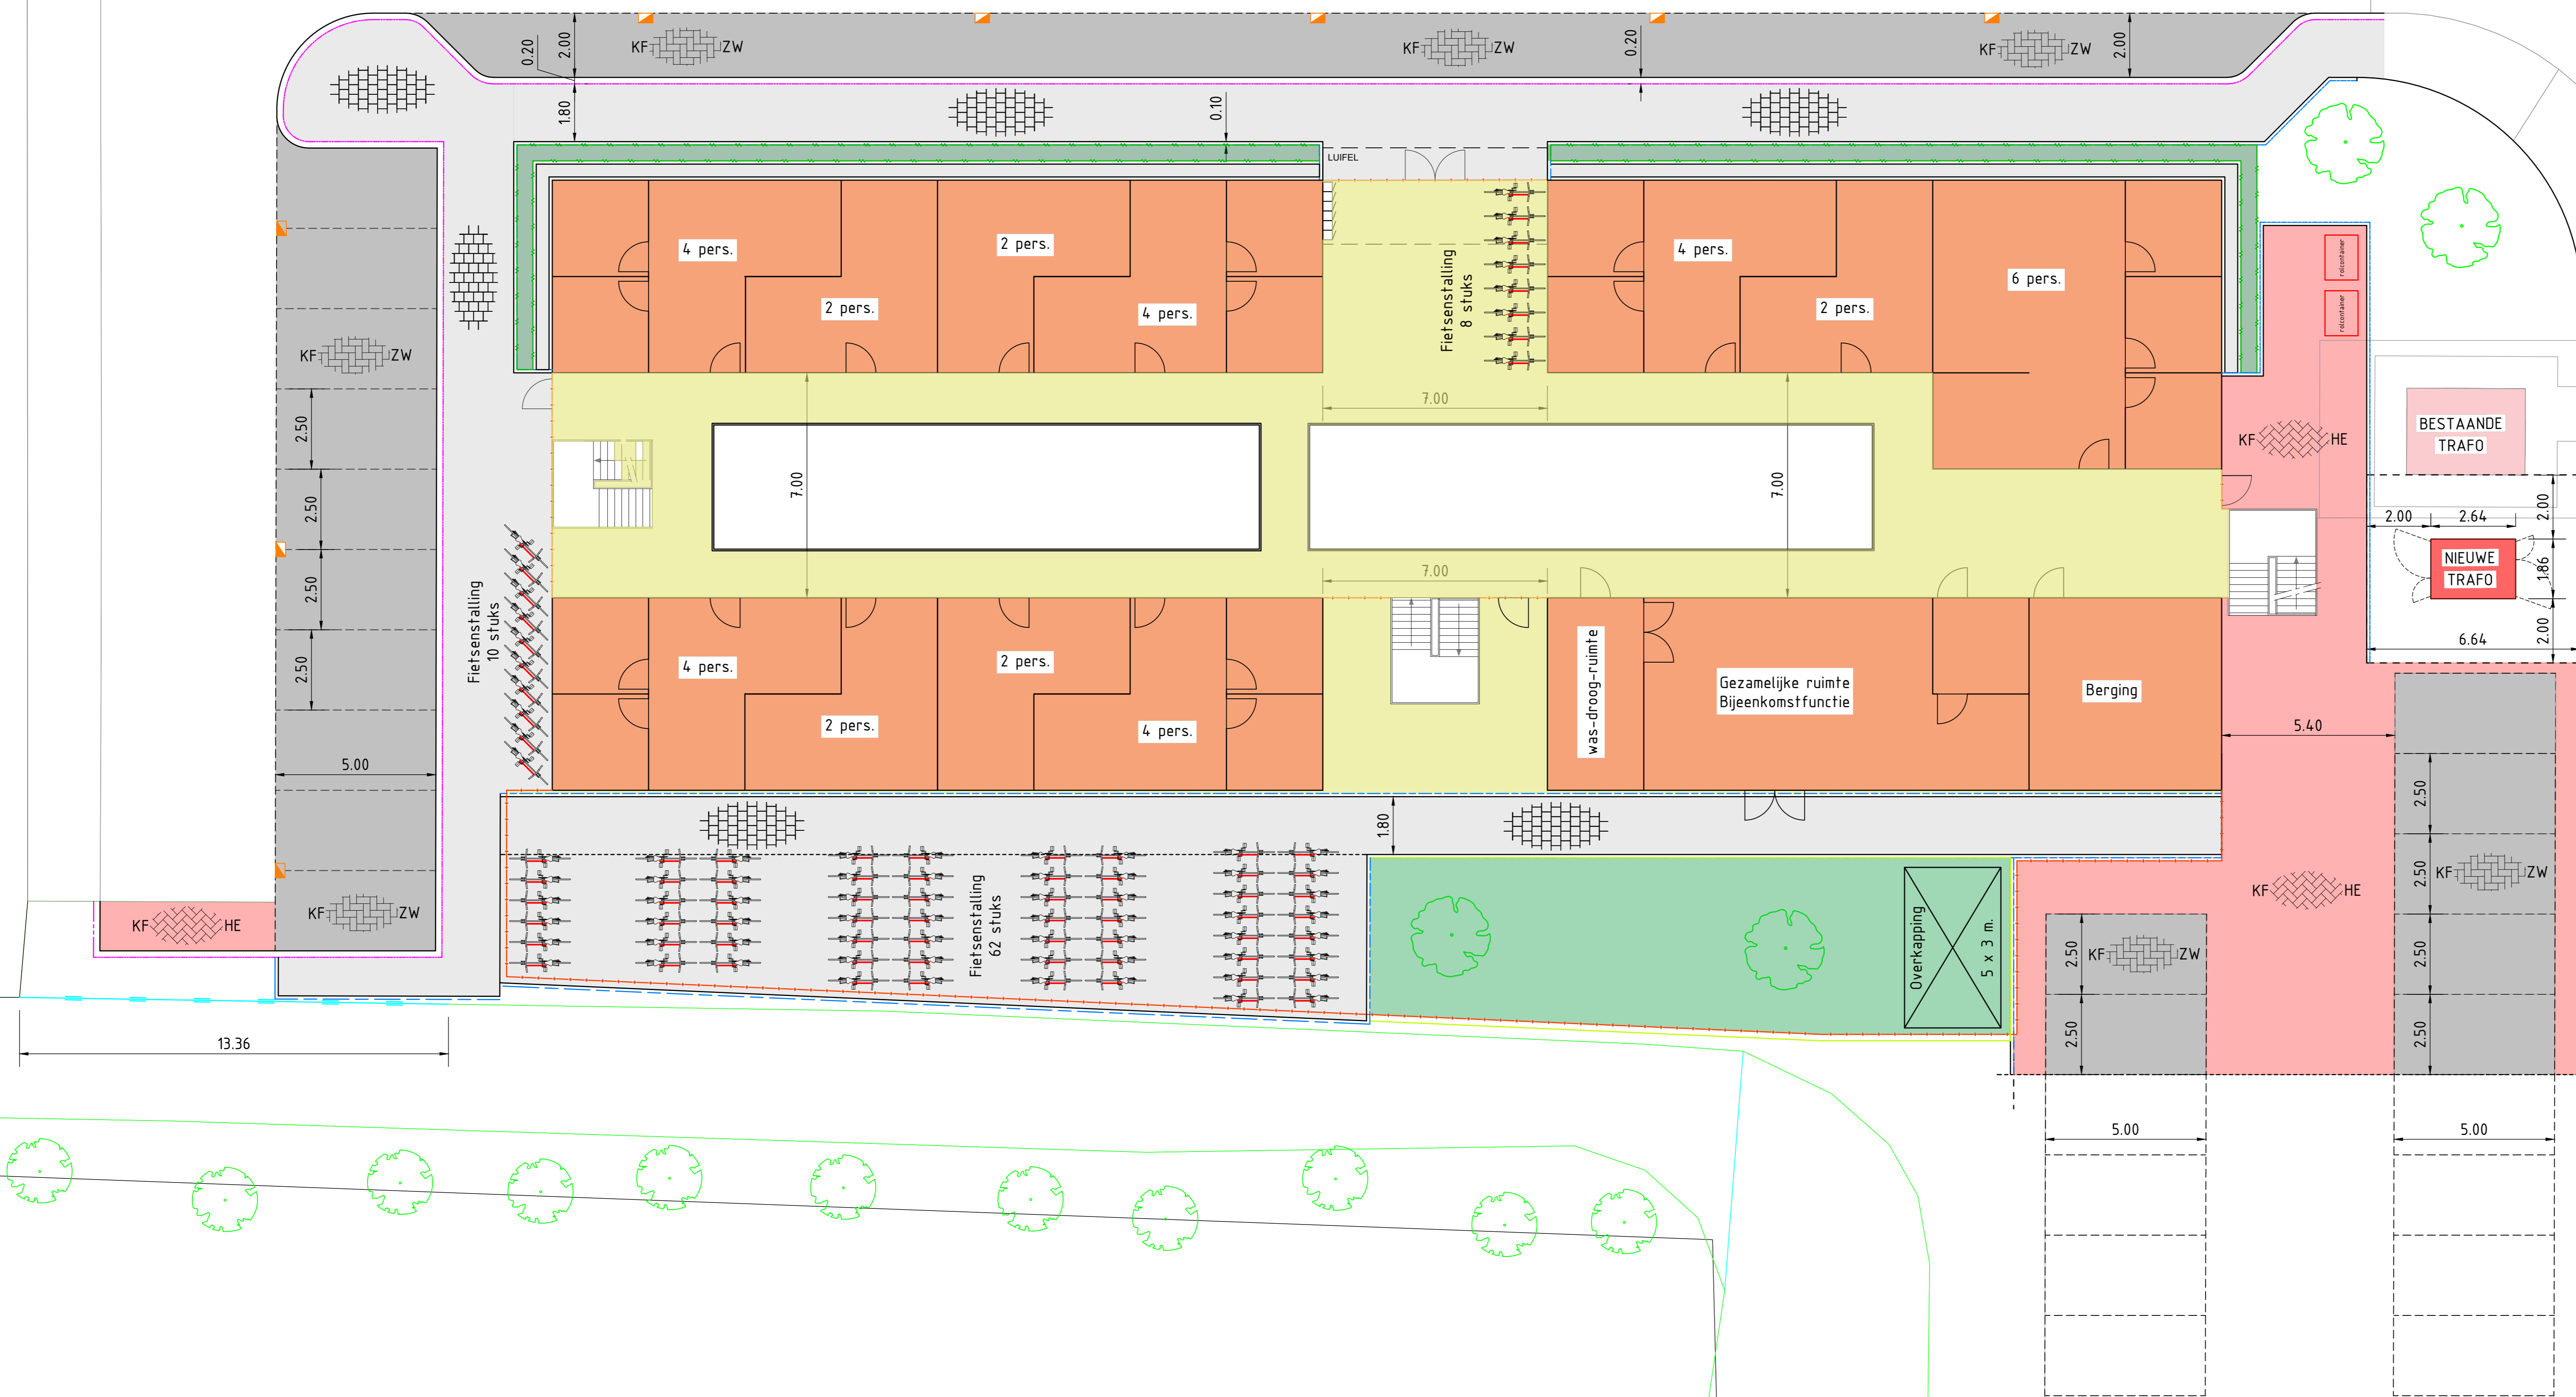 KF ZW
KF ZW
KF ZW
0.20
2.00
0.20
2.00
1.80
0.10
LUIFEL
4 pers.
2 pers.
2 pers.
4 pers.
Fietsenstalling
8 stuks
4 pers.
2 pers.
6 pers.
rolcontainer
rolcontainer
KF ZW
2.50
2.50
2.50
2.50
5.00
7.00
7.00
7.00
7.00
KF HE
BESTAANDE
TRAFO
2.00
2.64
2.00
NIEUWE
TRAFO
1.86
2.00
6.64
Fietsenstalling
10 stuks
4 pers.
2 pers.
2 pers.
4 pers.
was-droog-ruimte
Gezamelijke ruimte
Bijeenkomstfunctie
Berging
5.40
1.80
KF HE
KF ZW
Fietsenstalling
62 stuks
Overkapping
5 x 3 m.
KF HE
KF ZW
2.50
2.50
KF ZW
2.50
2.50
2.50
2.50
13.36
5.00
5.00